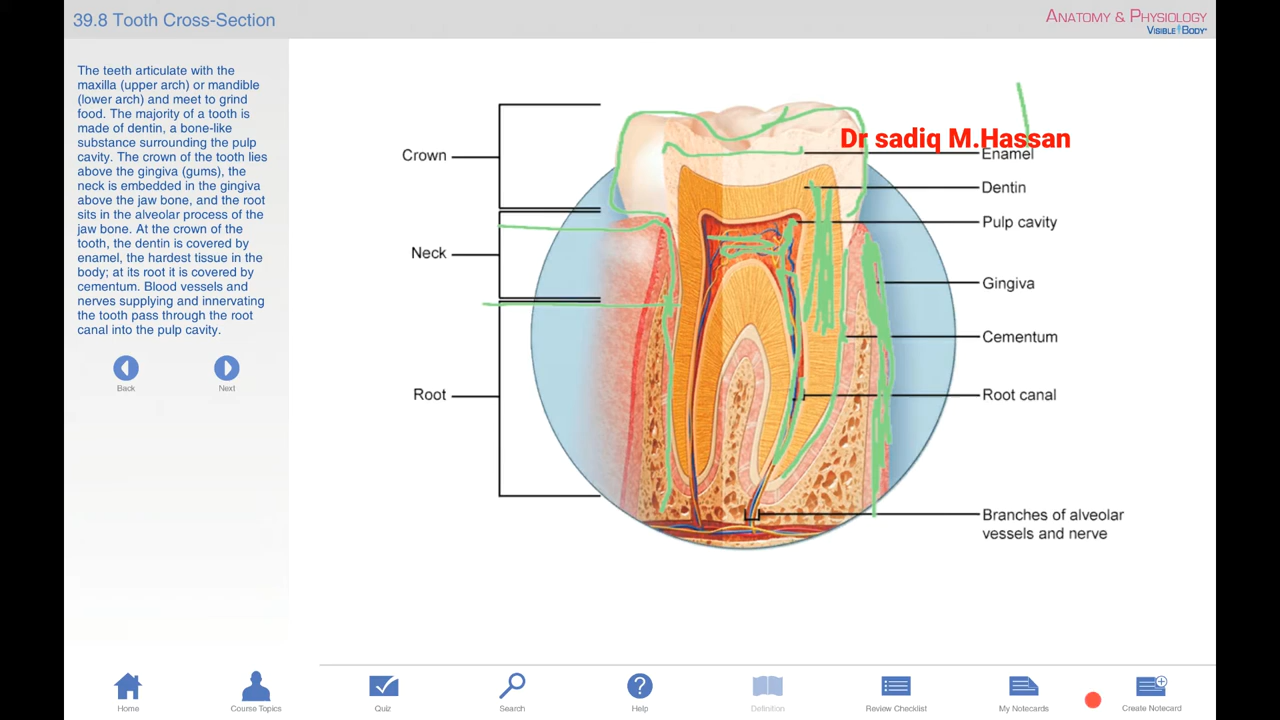 39.8 Tooth Cross-Section
ANATOMY & PHYSIOLOGY
VISIBLE BODY®
The teeth articulate with the
maxilla (upper arch) or mandible
(lower arch) and meet to grind
food. The majority of a tooth is
made of dentin, a bone-like
substance surrounding the pulp
cavity. The crown of the tooth lies
above the gingiva (gums), the
neck is embedded in the gingiva
above the jaw bone, and the root
sits in the alveolar process of the
jaw bone. At the crown of the
tooth, the dentin is covered by
enamel, the hardest tissue in the
body; at its root it is covered by
cementum. Blood vessels and
nerves supplying and innervating
the tooth pass through the root
canal into the pulp cavity.
Back
Next
Crown
Neck
Root
Dr sadiq M.Hassan
Enamel
Dentin
Pulp cavity
Gingiva
Cementum
Root canal
Branches of alveolar
vessels and nerve
Home
Course Topics
Quiz
Search
Help
Definition
Review Checklist
My Notecards
Create Notecard